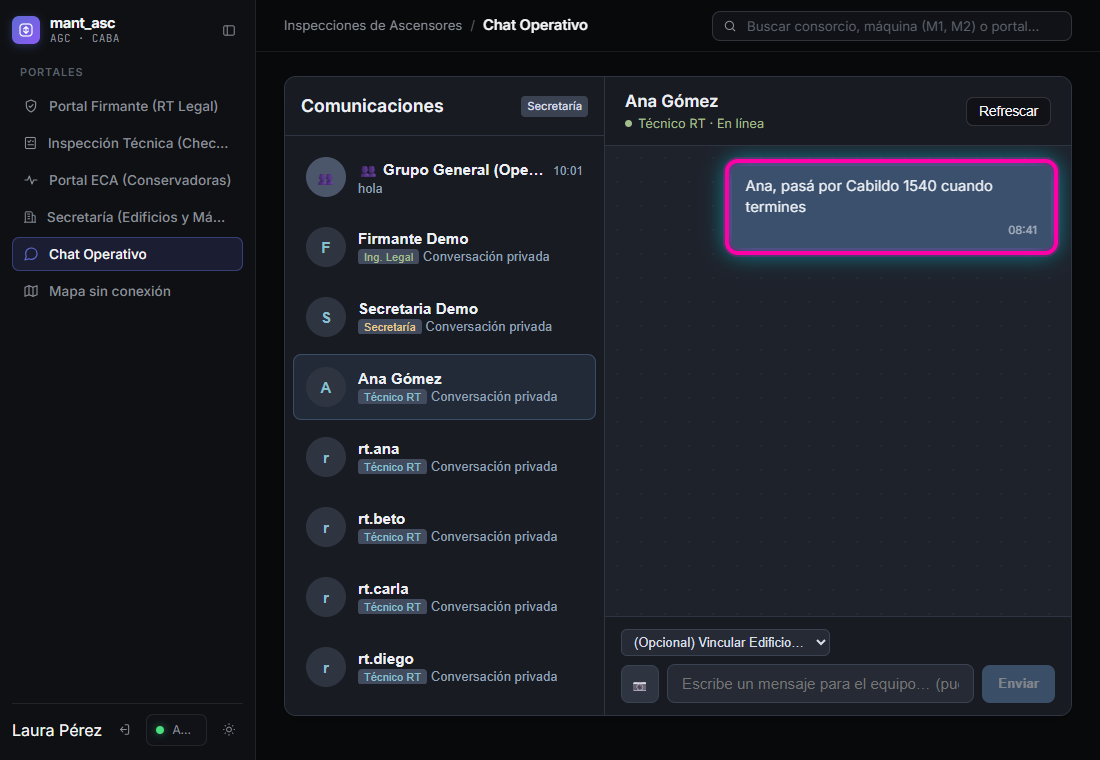 mant_asc
AGC · CABA
PORTALES
Portal Firmante (RT Legal)
Inspección Técnica (Chec...
Portal ECA (Conservadoras)
Secretaría (Edificios y Má...
Chat Operativo
Mapa sin conexión
Laura Pérez
A...
Inspecciones de Ascensores / Chat Operativo
Buscar consorcio, máquina (M1, M2) o portal...
Comunicaciones
Secretaría
Grupo General (Ope... 10:01
hola
F
Firmante Demo
Ing. Legal Conversación privada
S
Secretaria Demo
Secretaría Conversación privada
A
Ana Gómez
Técnico RT Conversación privada
r
rt.ana
Técnico RT Conversación privada
r
rt.beto
Técnico RT Conversación privada
r
rt.carla
Técnico RT Conversación privada
r
rt.diego
Técnico RT Conversación privada
Ana Gómez
Técnico RT · En línea
Refrescar
Ana, pasá por Cabildo 1540 cuando
termines
08:41
(Opcional) Vincular Edificio...
Escribe un mensaje para el equipo... (pu
Enviar